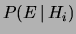 P(E | H_i)